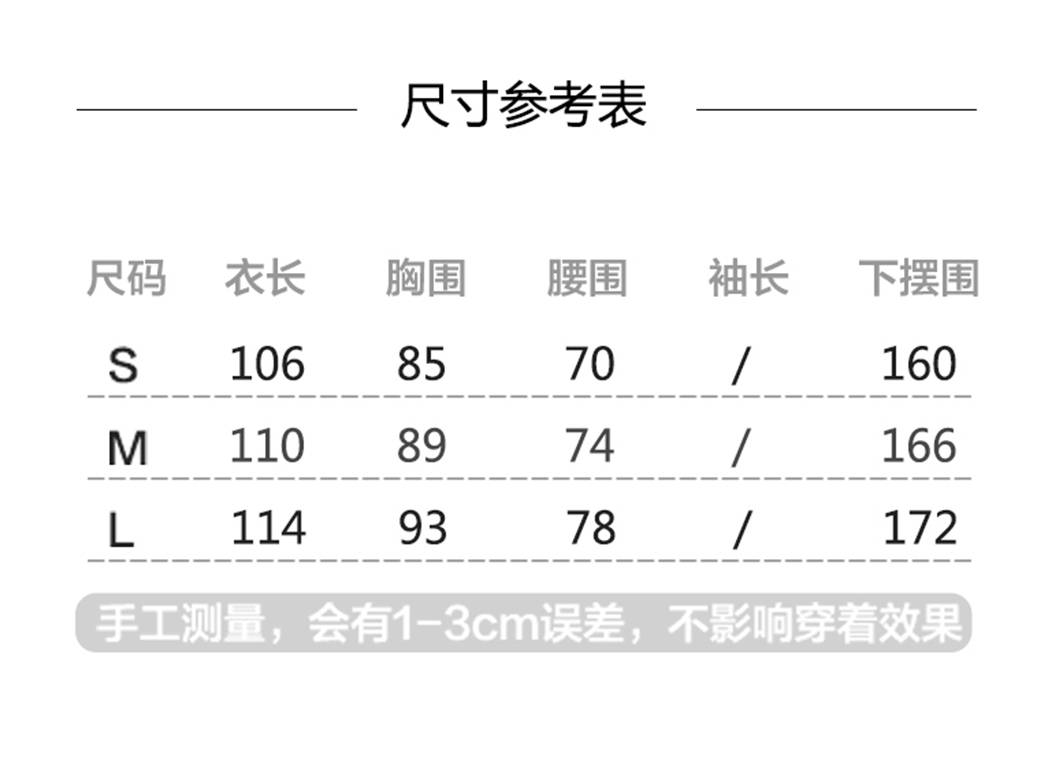 尺寸参考表
尺码 衣长 胸围 腰围 袖长 下摆围
S 106 85 70 / 160
M 110 89 74 / 166
L 114 93 78 / 172
手工测量，会有1-3cm误差，不影响穿着效果